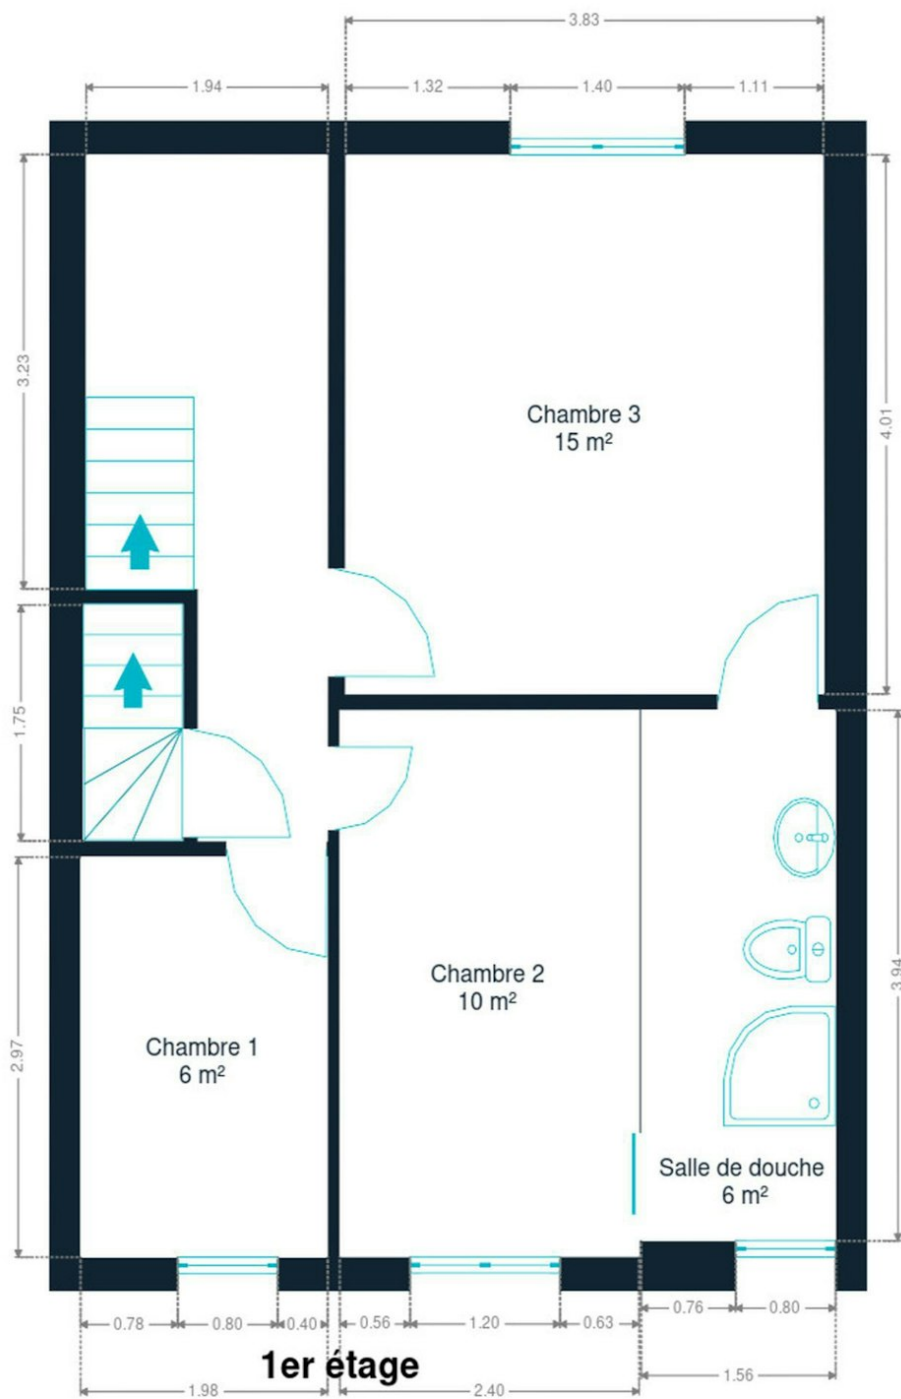 3.83
1.94
1.32
1.40
1.11
3.23
4.01
Chambre 3
15 m²
1.75
Chambre 2
10 m²
3.94
Chambre 1
6 m²
2.97
Salle de douche
6 m²
0.78
0.80
0.40
0.56
1.20
0.63
0.76
0.80
1er étage
1.98
2.40
1.56